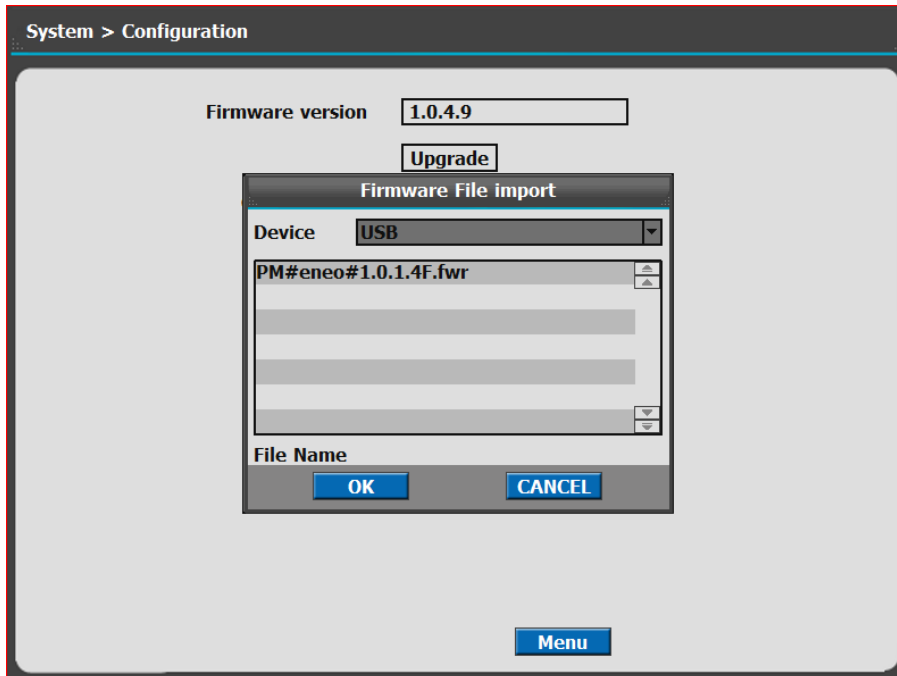 System > Configuration
Firmware version 1.0.4.9
Upgrade
Firmware File import
Device USB
PM#eneo#1.0.1.4F.fwr
File Name
OK CANCEL
Menu